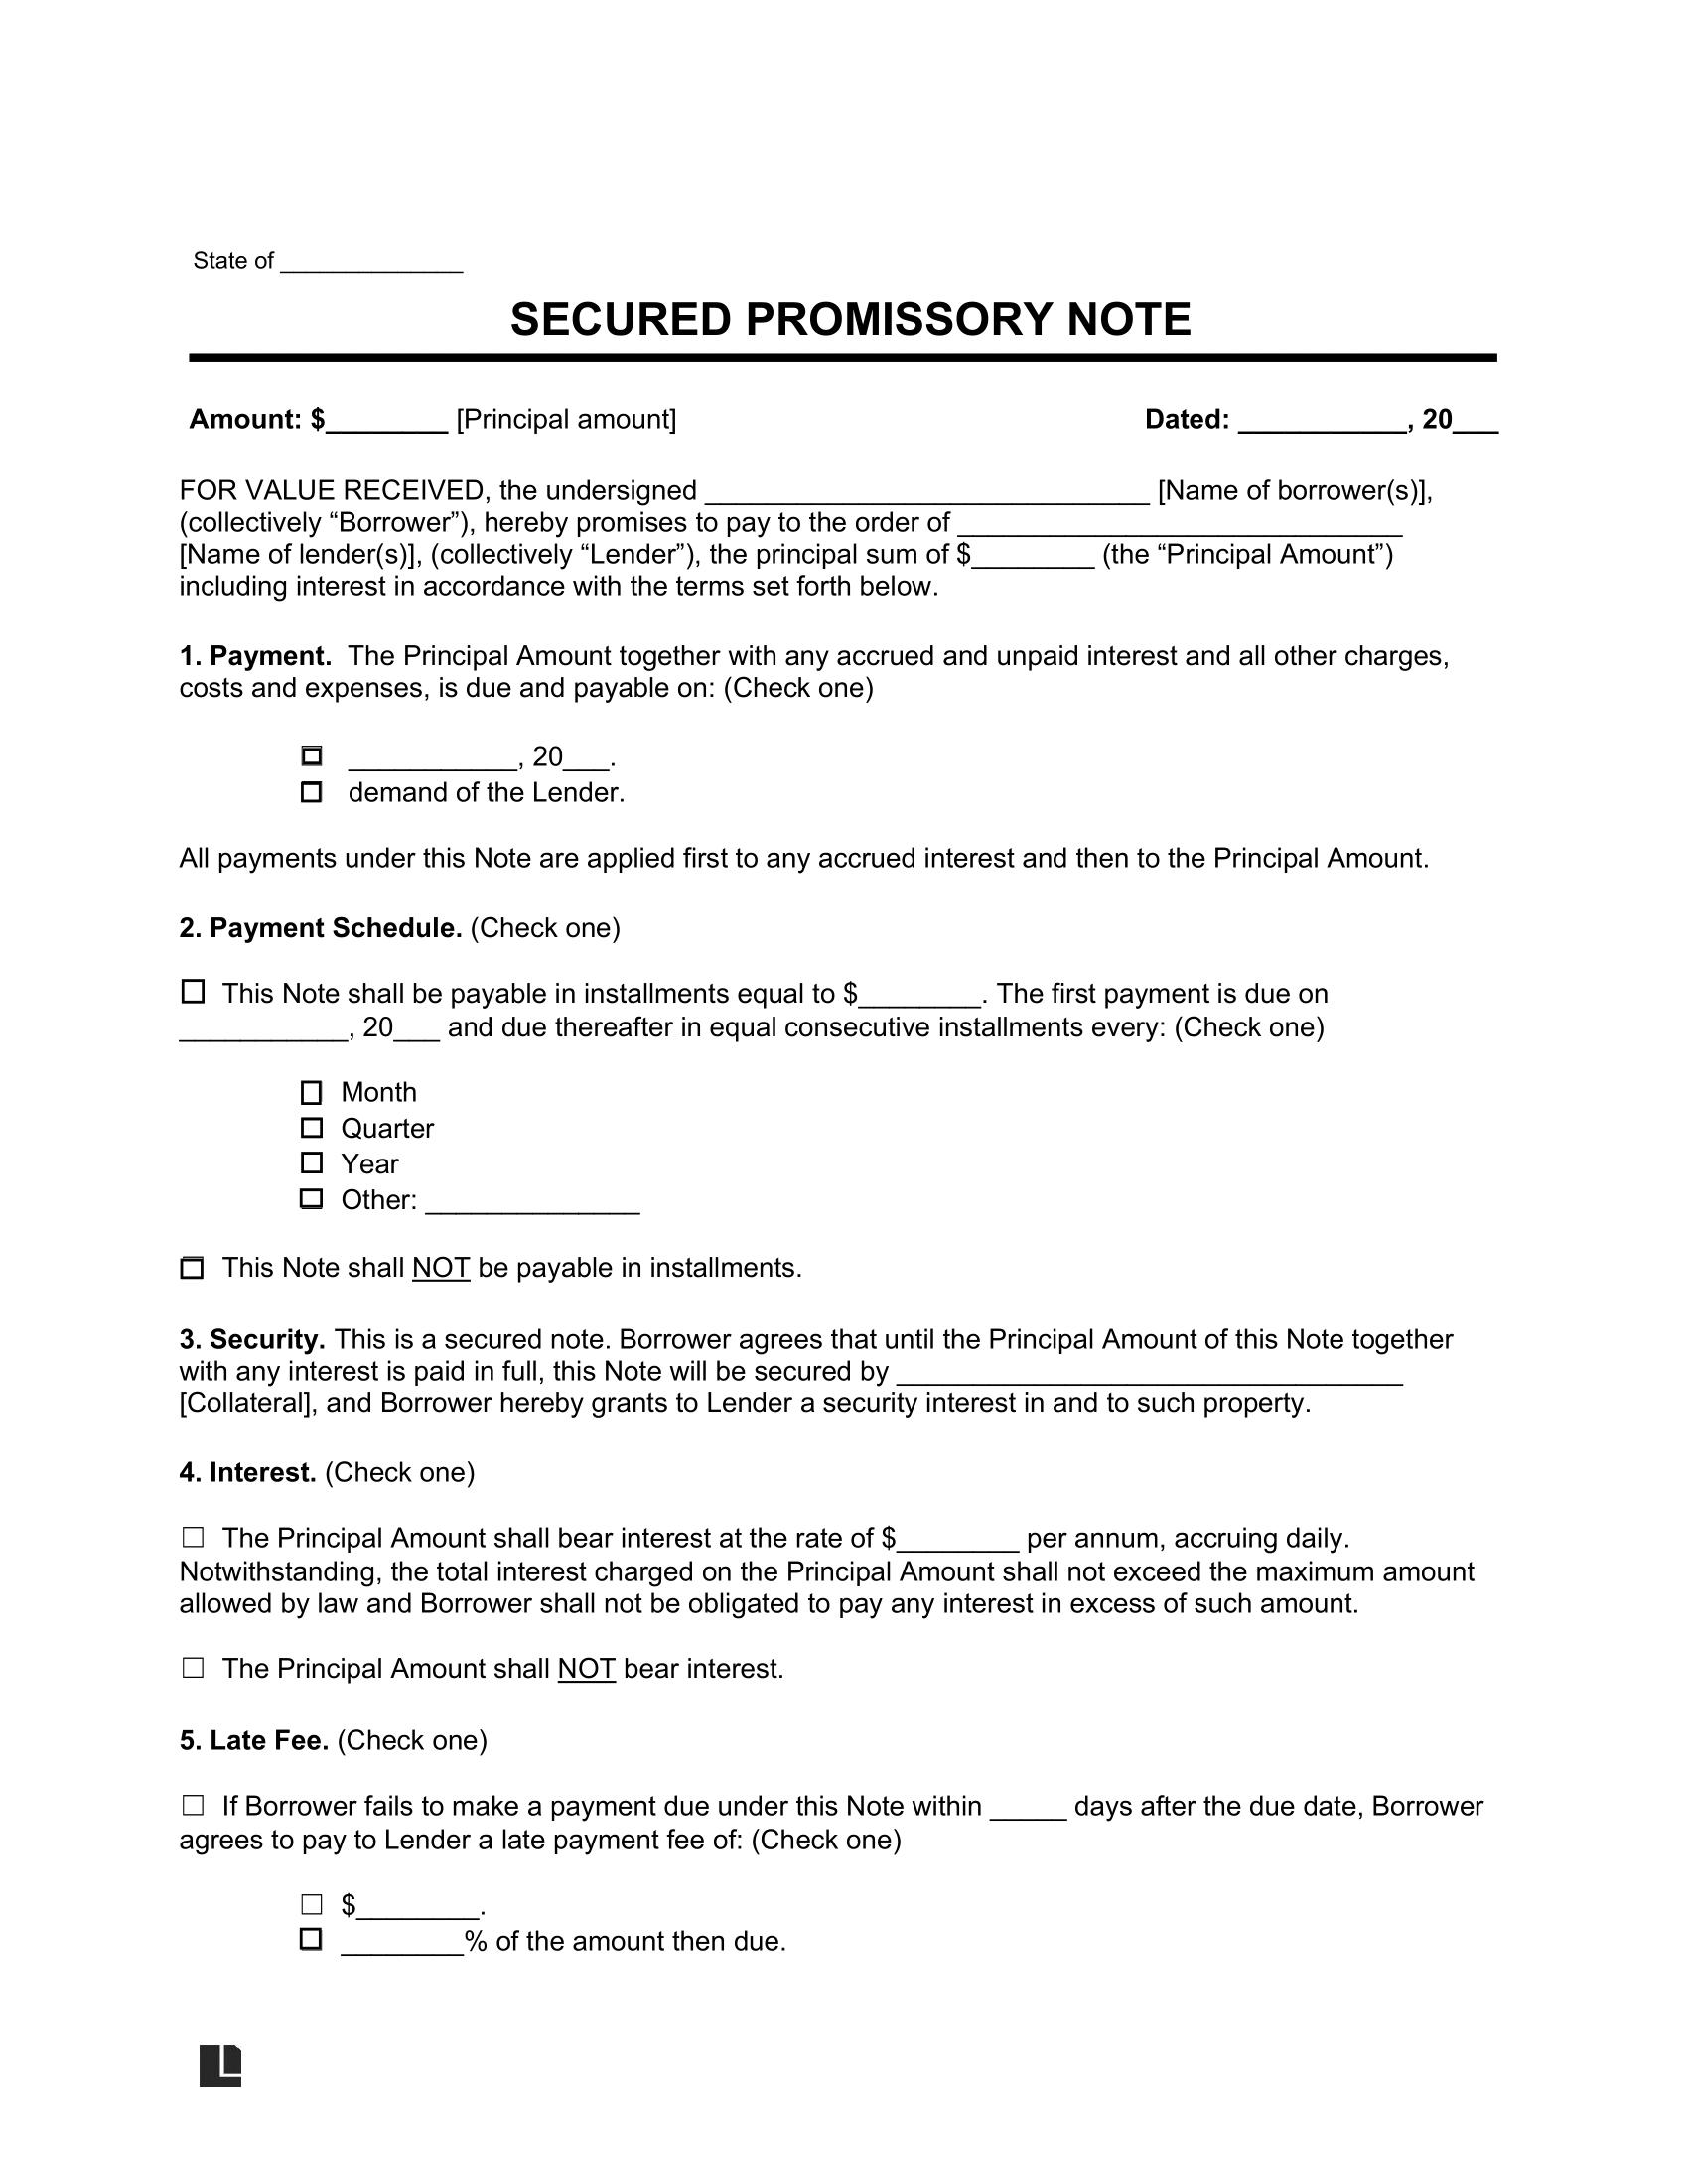 State of ______________
SECURED PROMISSORY NOTE
Amount: $________ [Principal amount] Dated: ___________, 20___
FOR VALUE RECEIVED, the undersigned _____________________________ [Name of borrower(s)],
(collectively “Borrower”), hereby promises to pay to the order of _____________________________
[Name of lender(s)], (collectively “Lender”), the principal sum of $________ (the “Principal Amount”)
including interest in accordance with the terms set forth below.
1. Payment. The Principal Amount together with any accrued and unpaid interest and all other charges,
costs and expenses, is due and payable on: (Check one)
☐ ___________, 20___.
☐ demand of the Lender.
All payments under this Note are applied first to any accrued interest and then to the Principal Amount.
2. Payment Schedule. (Check one)
☐ This Note shall be payable in installments equal to $________. The first payment is due on
___________, 20___ and due thereafter in equal consecutive installments every: (Check one)
☐ Month
☐ Quarter
☐ Year
☐ Other: ______________
☐ This Note shall NOT be payable in installments.
3. Security. This is a secured note. Borrower agrees that until the Principal Amount of this Note together
with any interest is paid in full, this Note will be secured by _________________________________
[Collateral], and Borrower hereby grants to Lender a security interest in and to such property.
4. Interest. (Check one)
☐ The Principal Amount shall bear interest at the rate of $________ per annum, accruing daily.
Notwithstanding, the total interest charged on the Principal Amount shall not exceed the maximum amount
allowed by law and Borrower shall not be obligated to pay any interest in excess of such amount.
☐ The Principal Amount shall NOT bear interest.
5. Late Fee. (Check one)
☐ If Borrower fails to make a payment due under this Note within _____ days after the due date, Borrower
agrees to pay to Lender a late payment fee of: (Check one)
☐ $________.
☐ ________% of the amount then due.